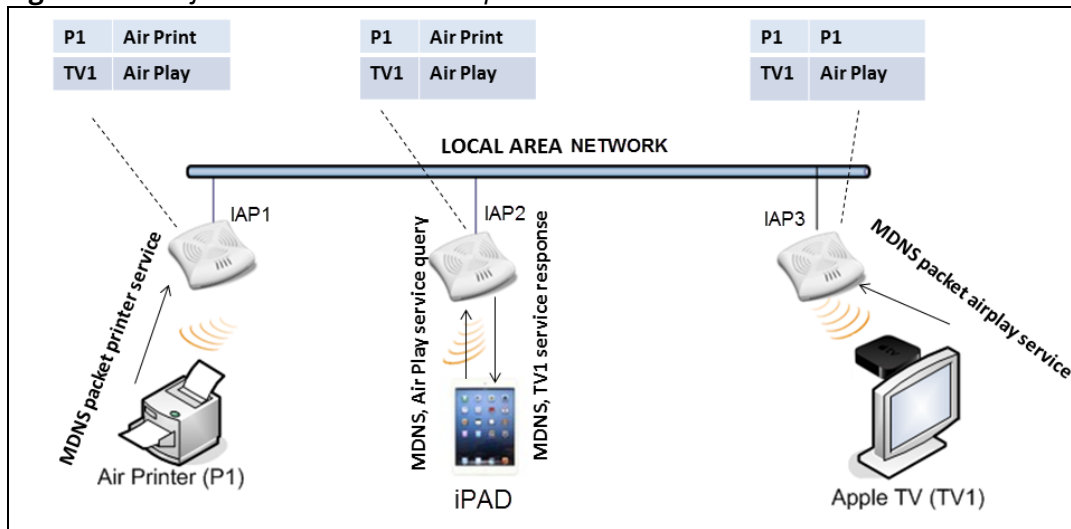 P1 Air Print
TV1 Air Play
P1 Air Print
TV1 Air Play
P1 P1
TV1 Air Play
LOCAL AREA NETWORK
IAP1
IAP2
IAP3
MDNS packet printer service
MDNS, Air Play service query
MDNS, TV1 service response
MDNS packet airplay service
tv
Air Printer (P1)
iPAD
Apple TV (TV1)